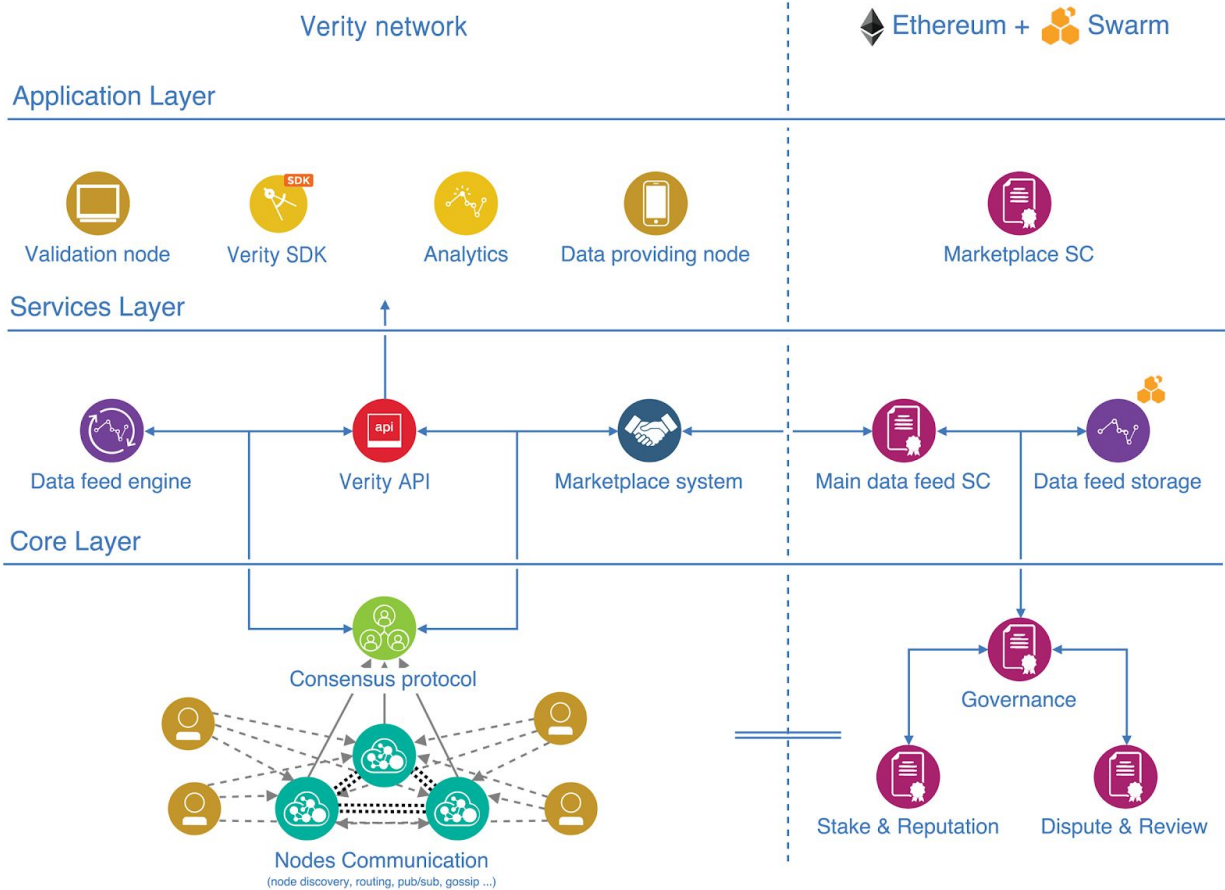 Verity network
Ethereum + Swarm
Application Layer
SDK
Validation node
Verity SDK
Analytics
Data providing node
Marketplace SC
Services Layer
api
Data feed engine
Verity API
Marketplace system
Main data feed SC
Data feed storage
Core Layer
Consensus protocol
Governance
Stake & Reputation
Dispute & Review
Nodes Communication
(node discovery, routing, pub/sub, gossip ...)